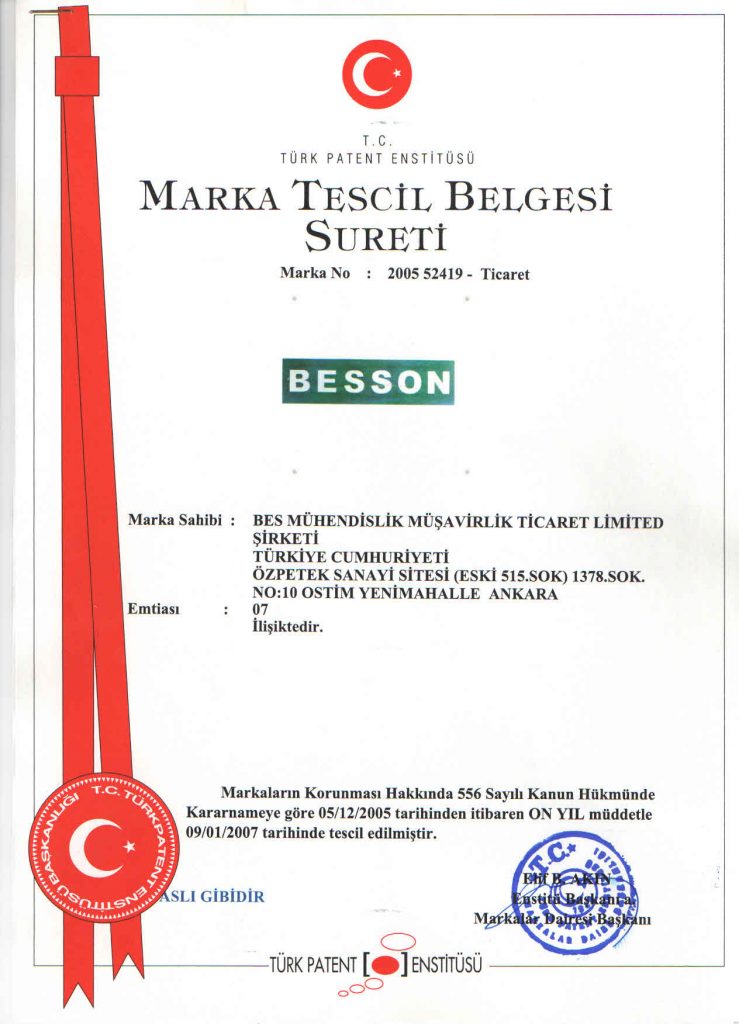 T.C.
TÜRK PATENT ENSTİTÜSÜ
MARKA TESCİL BELGESİ
SURETİ
Marka No : 2005 52419 - Ticaret
BESSON
Marka Sahibi : BES MÜHENDİSLİK MÜŞAVİRLİK TİCARET LİMİTED
ŞİRKETİ
TÜRKİYE CUMHURİYETİ
ÖZPETEK SANAYİ SİTESİ (ESKİ 515.SOK) 1378.SOK.
NO:10 OSTİM YENİMAHALLE ANKARA
Emtiası : 07
İlişiktedir.
Markaların Korunması Hakkında 556 Sayılı Kanun Hükmünde
Kararnameye göre 05/12/2005 tarihinden itibaren ON YIL müddetle
09/01/2007 tarihinde tescil edilmiştir.
T.C. TÜRK PATENT ENSTİTÜSÜ BAŞKANLIĞI
ASLI GİBİDİR
T.C.
Elif B. AKIN
Enstitü Başkanı a.
Markalar Dairesi Başkanı
TÜRK PATENT [ ] ENSTİTÜSÜ